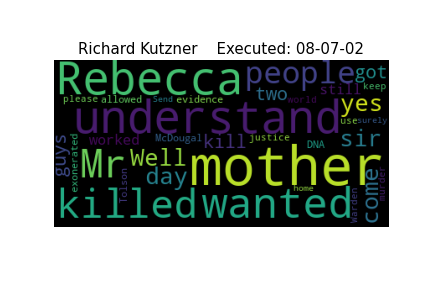 Richard Kutzner    Executed: 08-07-02
Rebecca people got
two still keep
please allowed Send evidence world
understand yes
use surely
guys worked McDougal kill justice DNA sir
exonerated Mr Well mother
day Tolson home
killed wanted Warden come murder